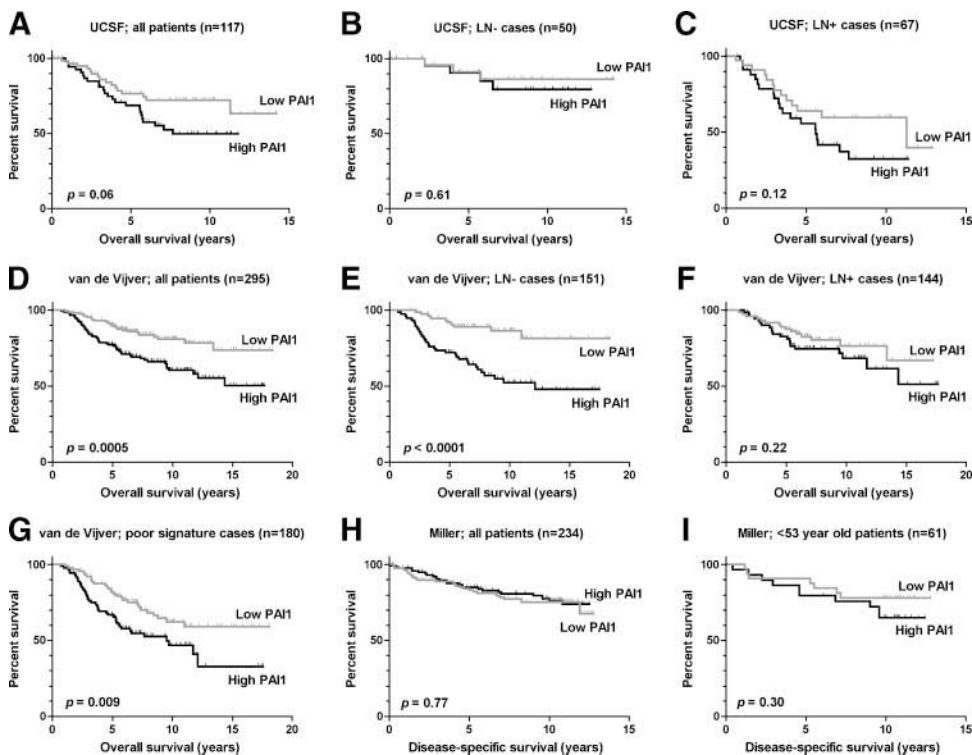 A
UCSF; all patients (n=117)
Percent survival
100
50
0
Low PAI1
High PAI1
p = 0.06
0 5 10 15
Overall survival (years)
B
UCSF; LN- cases (n=50)
Percent survival
100
50
0
Low PAI1
High PAI1
p = 0.61
0 5 10 15
Overall survival (years)
C
UCSF; LN+ cases (n=67)
Percent survival
100
50
0
Low PAI1
High PAI1
p = 0.12
0 5 10 15
Overall survival (years)
D
van de Vijver; all patients (n=295)
Percent survival
100
50
0
Low PAI1
High PAI1
p = 0.0005
0 5 10 15 20
Overall survival (years)
E
van de Vijver; LN- cases (n=151)
Percent survival
100
50
0
Low PAI1
High PAI1
p < 0.0001
0 5 10 15 20
Overall survival (years)
F
van de Vijver; LN+ cases (n=144)
Percent survival
100
50
0
Low PAI1
High PAI1
p = 0.22
0 5 10 15 20
Overall survival (years)
G
van de Vijver; poor signature cases (n=180)
Percent survival
100
50
0
Low PAI1
High PAI1
p = 0.009
0 5 10 15 20
Overall survival (years)
H
Miller; all patients (n=234)
Percent survival
100
50
0
High PAI1
Low PAI1
p = 0.77
0 5 10 15
Disease-specific survival (years)
I
Miller; <53 year old patients (n=61)
Percent survival
100
50
0
Low PAI1
High PAI1
p = 0.30
0 5 10 15
Disease-specific survival (years)